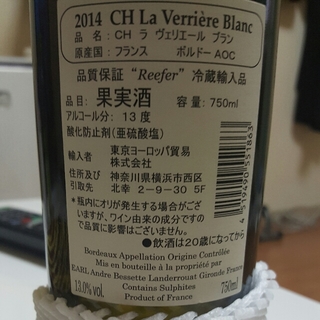 2014 CH La Verrière Blanc
品 名：CH ラ ヴェリエール ブラン
原産国：フランス ボルドー AOC
品質保証 “Reefer” 冷蔵輸入品
品目：果実酒 容量：750ml
アルコール分：13 度
酸化防止剤（亜硫酸塩）
輸入者 東京ヨーロッパ貿易
株式会社
住所及び 神奈川県横浜市西区
引取先 北幸 2-9-30 5F
＊瓶内にオリが発生する場合がござ
いますが、ワイン由来の成分ですの
で品質に影響はございません。
●飲酒は20歳になってから
Bordeaux Appellation Origine Contrôlée
Mis en bouteille à la propriété par
EARL Andre Bessette Landerrouat Gironde France
13.0% vol. Contains Sulphites 750ml
Product of France
4 519490 551863